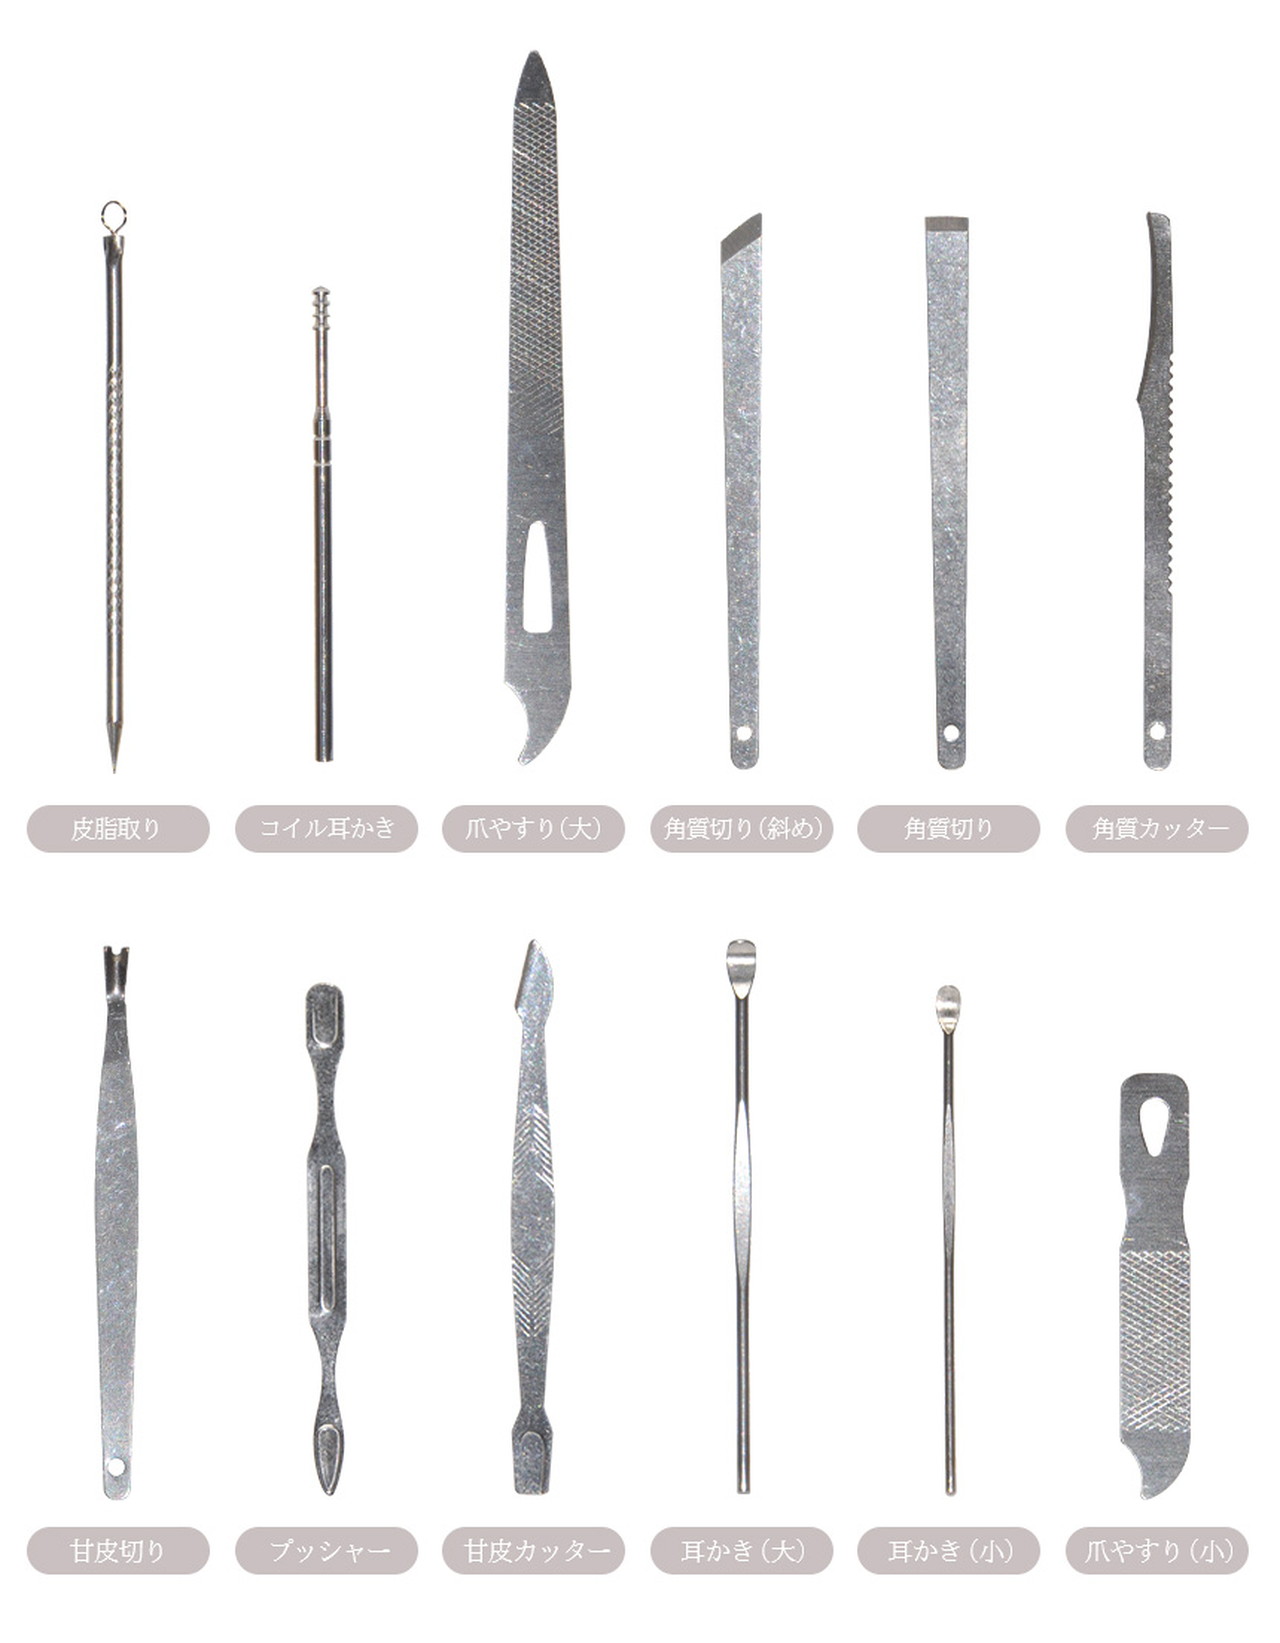 皮脂取り
コイル耳かき
爪やすり（大）
角質切り（斜め）
角質切り
角質カッター
甘皮切り
プッシャー
甘皮カッター
耳かき（大）
耳かき（小）
爪やすり（小）